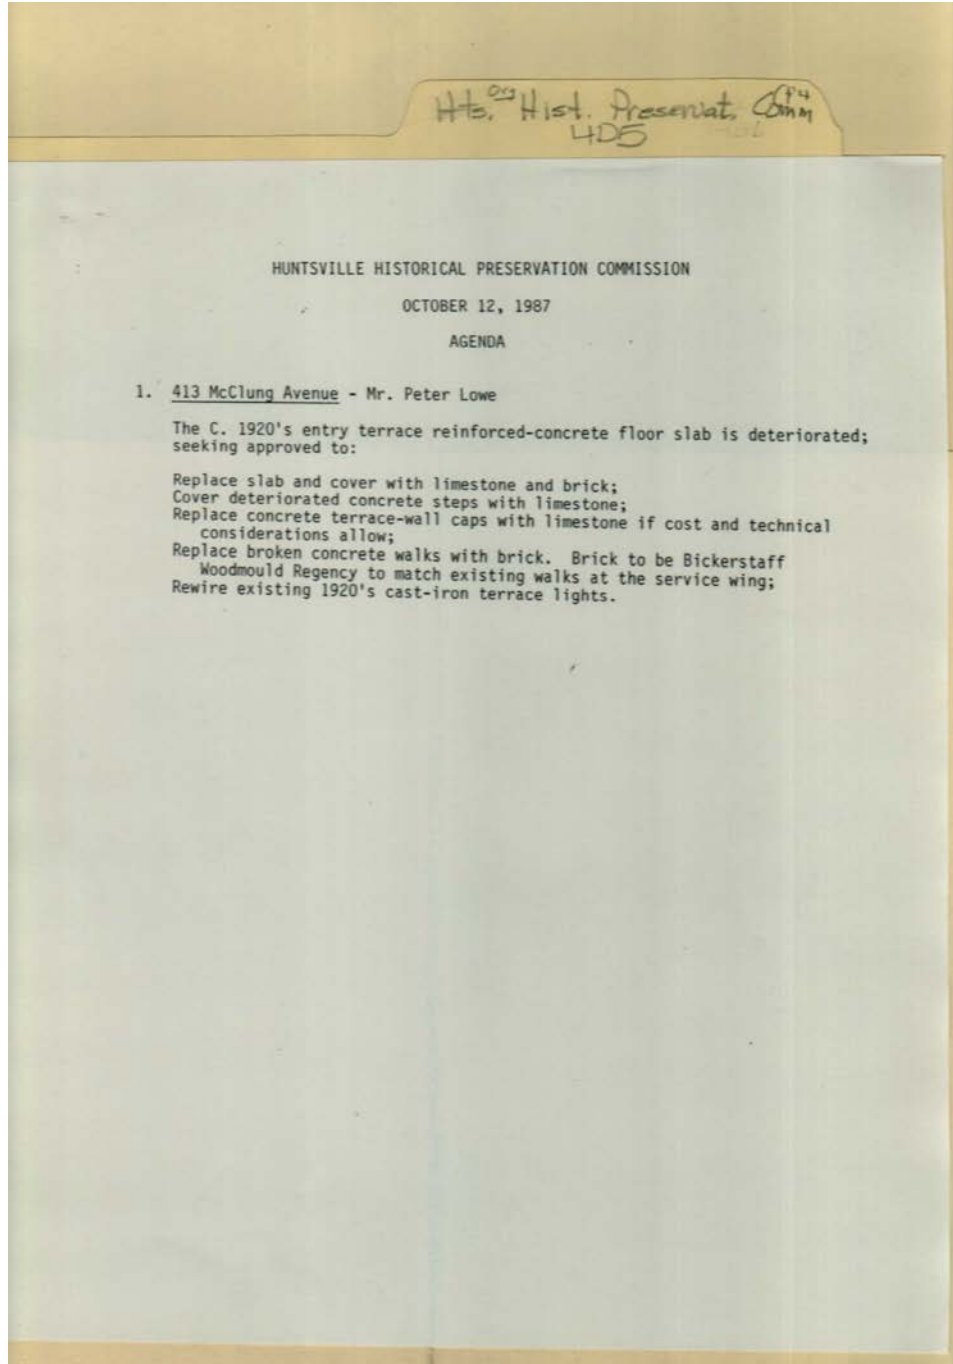 Hts. Org Hist. Preservat. Comm
4D5
HUNTSVILLE HISTORICAL PRESERVATION COMMISSION
OCTOBER 12, 1987
AGENDA
1. 413 McClung Avenue - Mr. Peter Lowe
The C. 1920's entry terrace reinforced-concrete floor slab is deteriorated;
seeking approved to:
Replace slab and cover with limestone and brick;
Cover deteriorated concrete steps with limestone;
Replace concrete terrace-wall caps with limestone if cost and technical
considerations allow;
Replace broken concrete walks with brick. Brick to be Bickerstaff
Woodmould Regency to match existing walks at the service wing;
Rewire existing 1920's cast-iron terrace lights.